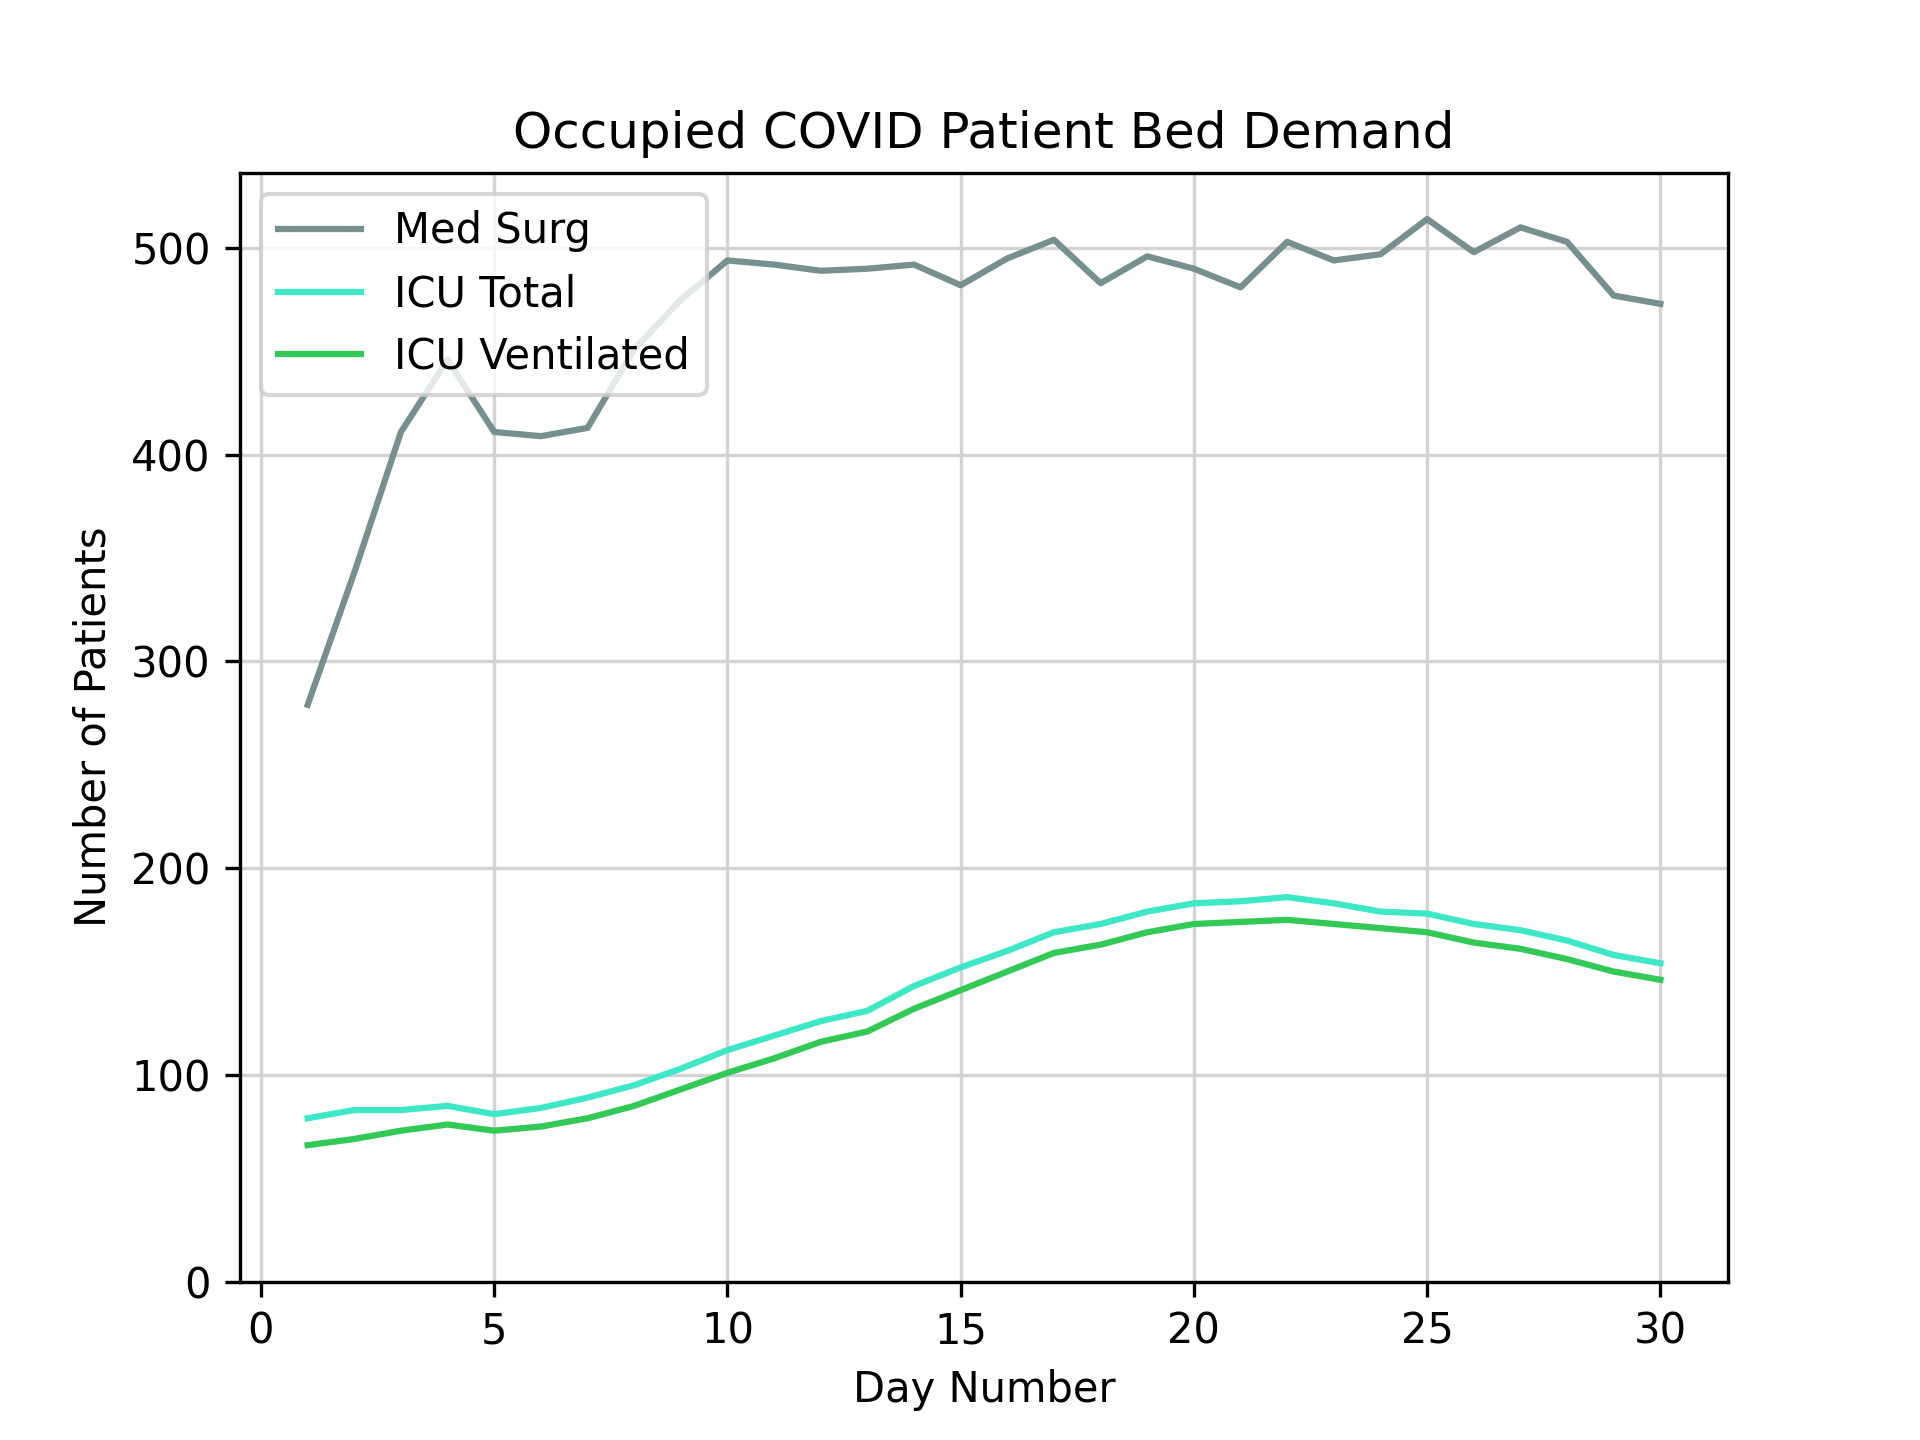 Occupied COVID Patient Bed Demand
Med Surg
ICU Total
ICU Ventilated
Number of Patients
500
400
300
200
100
0
0 5 10 15 20 25 30
Day Number